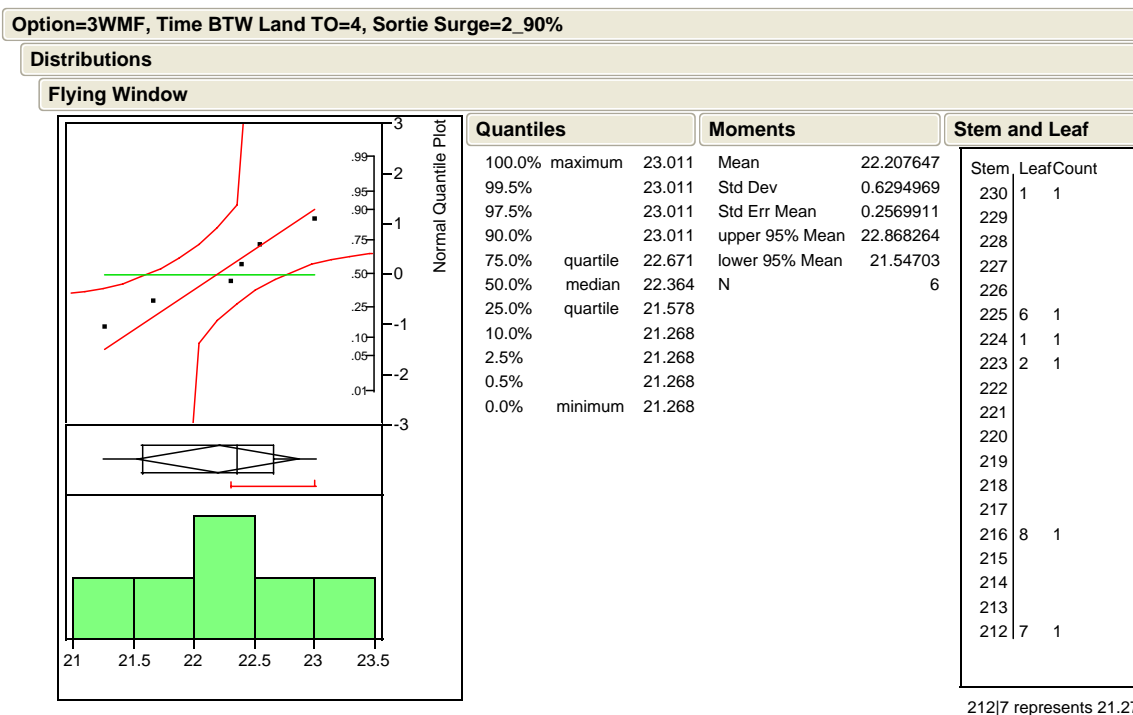 Option=3WMF, Time BTW Land TO=4, Sortie Surge=2_90%
Distributions
Flying Window
3
2
1
0
-1
-2
-3
Normal Quantile Plot
.99
.95
.90
.75
.50
.25
.10
.05
.01
21 21.5 22 22.5 23 23.5
Quantiles
100.0% maximum 23.011
99.5% 23.011
97.5% 23.011
90.0% 23.011
75.0% quartile 22.671
50.0% median 22.364
25.0% quartile 21.578
10.0% 21.268
2.5% 21.268
0.5% 21.268
0.0% minimum 21.268
Moments
Mean 22.207647
Std Dev 0.6294969
Std Err Mean 0.2569911
upper 95% Mean 22.868264
lower 95% Mean 21.54703
N 6
Stem and Leaf
Stem LeafCount
230 1 1
229
228
227
226
225 6 1
224 1 1
223 2 1
222
221
220
219
218
217
216 8 1
215
214
213
212 7 1
212|7 represents 21.27